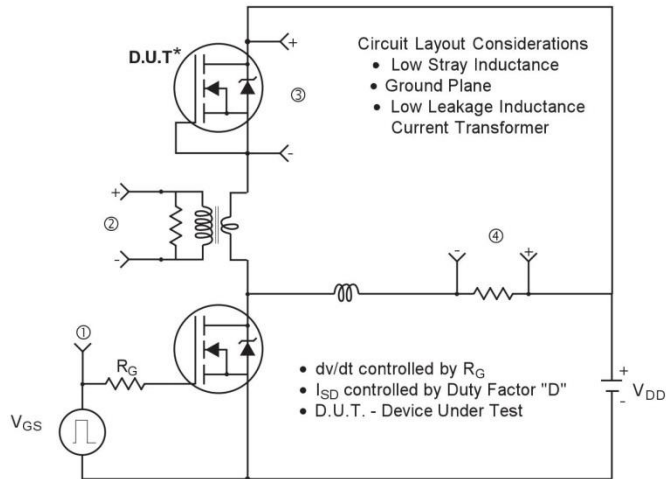 D.U.T*
+
③
-
Circuit Layout Considerations
• Low Stray Inductance
• Ground Plane
• Low Leakage Inductance
Current Transformer
+
②
-
④
- +
①
R_G
V_GS
• dv/dt controlled by R_G
• I_SD controlled by Duty Factor "D"
• D.U.T. - Device Under Test
+
-
V_DD